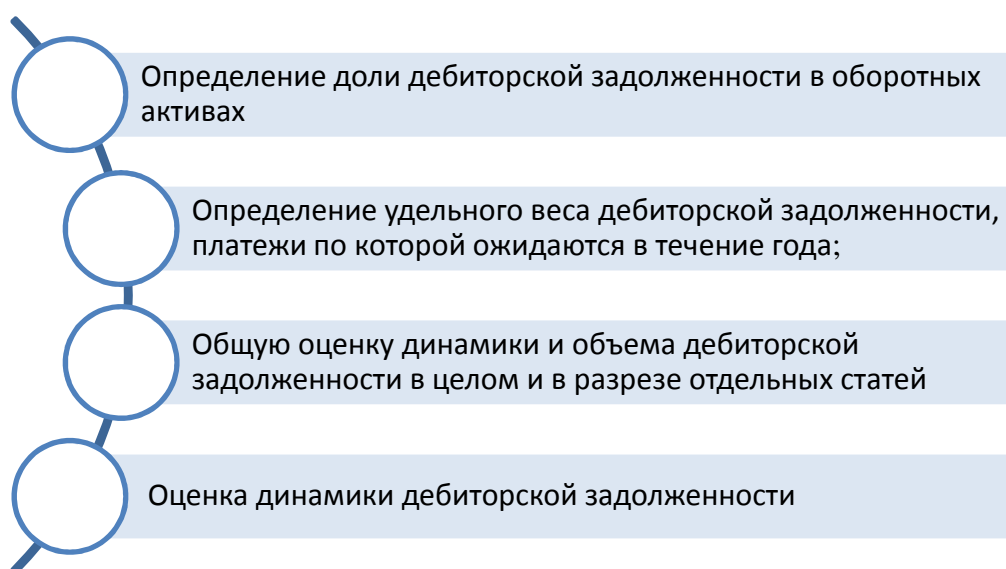 Определение доли дебиторской задолженности в оборотных
активах
Определение удельного веса дебиторской задолженности,
платежи по которой ожидаются в течение года;
Общую оценку динамики и объема дебиторской
задолженности в целом и в разрезе отдельных статей
Оценка динамики дебиторской задолженности